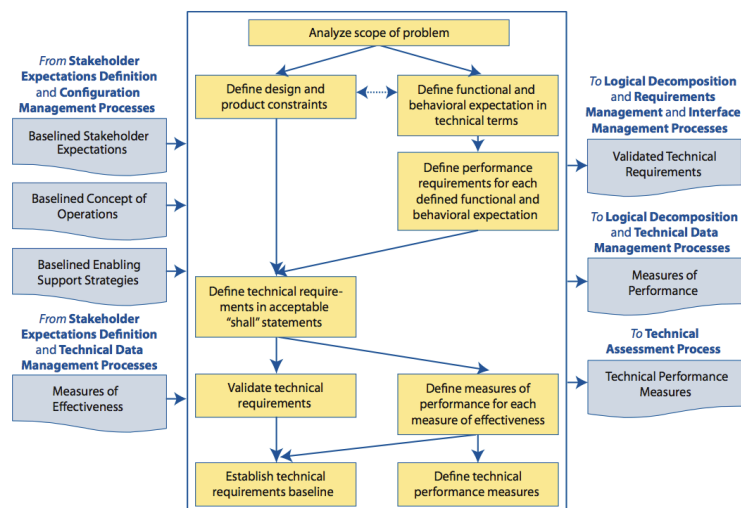 Analyze scope of problem
From Stakeholder
Expectations Definition
and Configuration
Management Processes
Baselined Stakeholder
Expectations
Baselined Concept of
Operations
Baselined Enabling
Support Strategies
From Stakeholder
Expectations Definition
and Technical Data
Management Processes
Measures of
Effectiveness
Define design and
product constraints
Define functional and
behavioral expectation in
technical terms
Define performance
requirements for each
defined functional and
behavioral expectation
Define technical require-
ments in acceptable
“shall” statements
Validate technical
requirements
Define measures of
performance for each
measure of effectiveness
Establish technical
requirements baseline
Define technical
performance measures
To Logical Decomposition
and Requirements
Management and Interface
Management Processes
Validated Technical
Requirements
To Logical Decomposition
and Technical Data
Management Processes
Measures of
Performance
To Technical
Assessment Process
Technical Performance
Measures